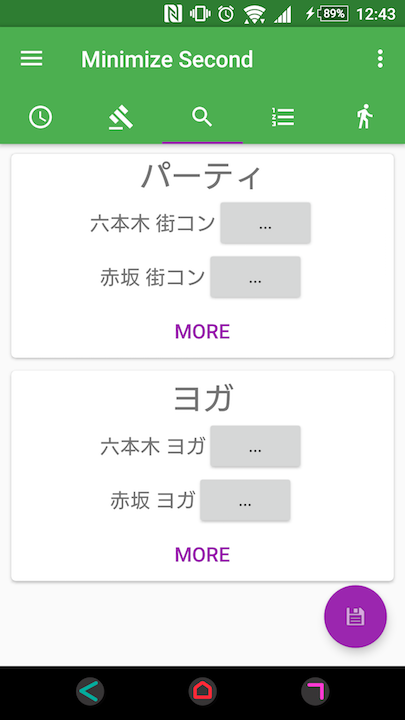 89% 12:43
Minimize Second
パーティ
六本木 街コン ...
赤坂 街コン ...
MORE
ヨガ
六本木 ヨガ ...
赤坂 ヨガ ...
MORE